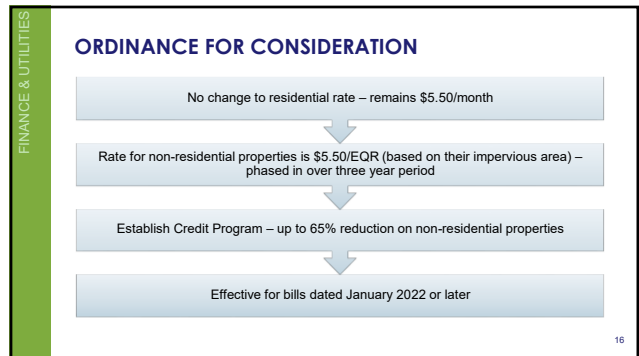 FINANCE & UTILITIES
ORDINANCE FOR CONSIDERATION
No change to residential rate – remains $5.50/month
Rate for non-residential properties is $5.50/EQR (based on their impervious area) –
phased in over three year period
Establish Credit Program – up to 65% reduction on non-residential properties
Effective for bills dated January 2022 or later
16